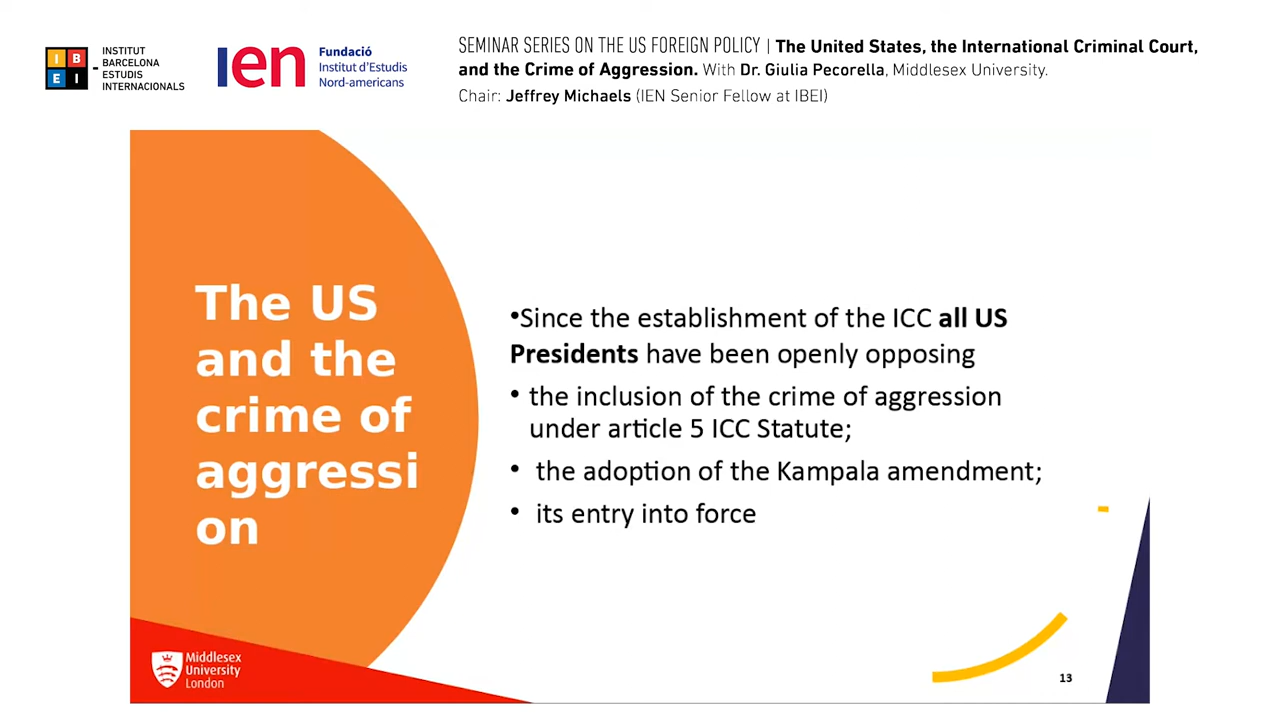 I B
E I
INSTITUT
BARCELONA
ESTUDIS
INTERNACIONALS
ien
Fundació
Institut d'Estudis
Nord-americans
SEMINAR SERIES ON THE US FOREIGN POLICY | The United States, the International Criminal Court,
and the Crime of Aggression. With Dr. Giulia Pecorella, Middlesex University.
Chair: Jeffrey Michaels (IEN Senior Fellow at IBEI)
The US
and the
crime of
aggressi
on
•Since the establishment of the ICC all US
Presidents have been openly opposing
• the inclusion of the crime of aggression
under article 5 ICC Statute;
• the adoption of the Kampala amendment;
• its entry into force
Middlesex
University
London
13